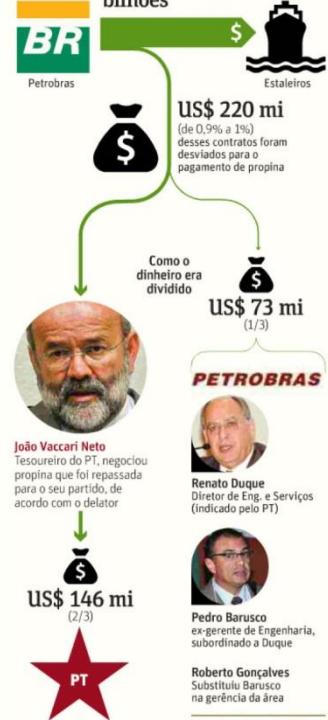 bilhões
BR
$
Petrobras
Estaleiros
$
US$ 220 mi
(de 0,9% a 1%)
desses contratos foram
desviados para o
pagamento de propina
Como o
dinheiro era
dividido
$
US$ 73 mi
(1/3)
PETROBRAS
João Vaccari Neto
Tesoureiro do PT, negociou
propina que foi repassada
para o seu partido, de
acordo com o delator
$
US$ 146 mi
(2/3)
PT
Renato Duque
Diretor de Eng. e Serviços
(indicado pelo PT)
Pedro Barusco
ex-gerente de Engenharia,
subordinado a Duque
Roberto Gonçalves
Substituiu Barusco
na gerência da área